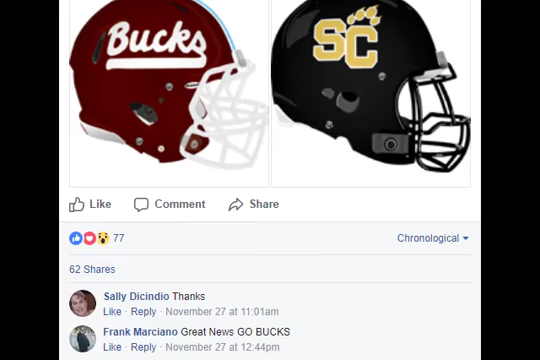 Bucks
SC
Like Comment Share
77 Chronological
62 Shares
Sally Dicindio Thanks
Like · Reply · November 27 at 11:01am
Frank Marciano Great News GO BUCKS
Like · Reply · November 27 at 12:44pm